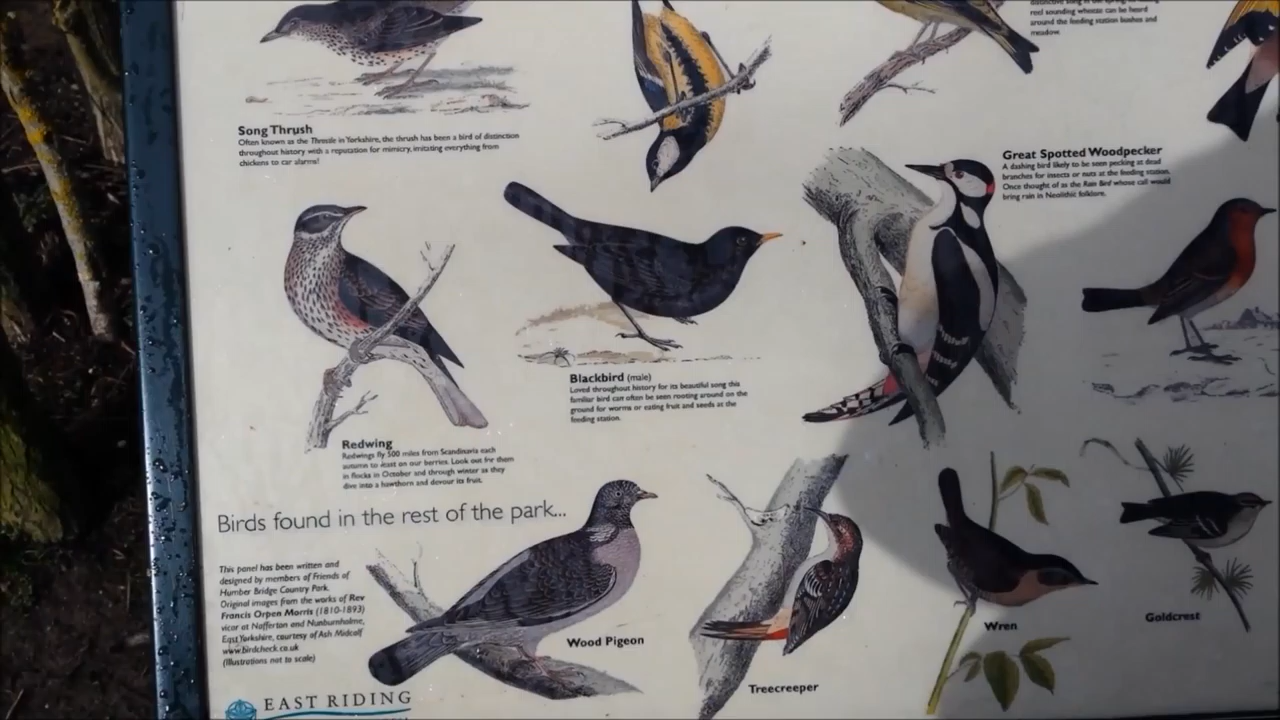 reel sounding wheeze can be heard
around the feeding station bushes and
meadow.
Song Thrush
Often known as the Throstle in Yorkshire, the thrush has been a bird of distinction
throughout history with a reputation for mimicry, imitating everything from
chickens to car alarms!
Great Spotted Woodpecker
A dashing bird likely to be seen pecking at dead
branches for insects or nuts at the feeding station.
Once thought of as the Rain Bird whose call would
bring rain in Neolithic folklore.
Blackbird (male)
Loved throughout history for its beautiful song this
familiar bird can often be seen rooting around on the
ground for worms or eating fruit and seeds at the
feeding station.
Redwing
Redwings fly 500 miles from Scandinavia each
autumn to feast on our berries. Look out for them
in flocks in October and through winter as they
dive into a hawthorn and devour its fruit.
Birds found in the rest of the park...
This panel has been written and
designed by members of Friends of
Humber Bridge Country Park.
Original images from the works of Rev
Francis Orpen Morris (1810-1893)
vicar at Nafferton and Nunburnholme,
East Yorkshire, courtesy of Ash Midcalf
www.birdcheck.co.uk
(Illustrations not to scale)
Wood Pigeon
Treecreeper
Wren
Goldcrest
EAST RIDING